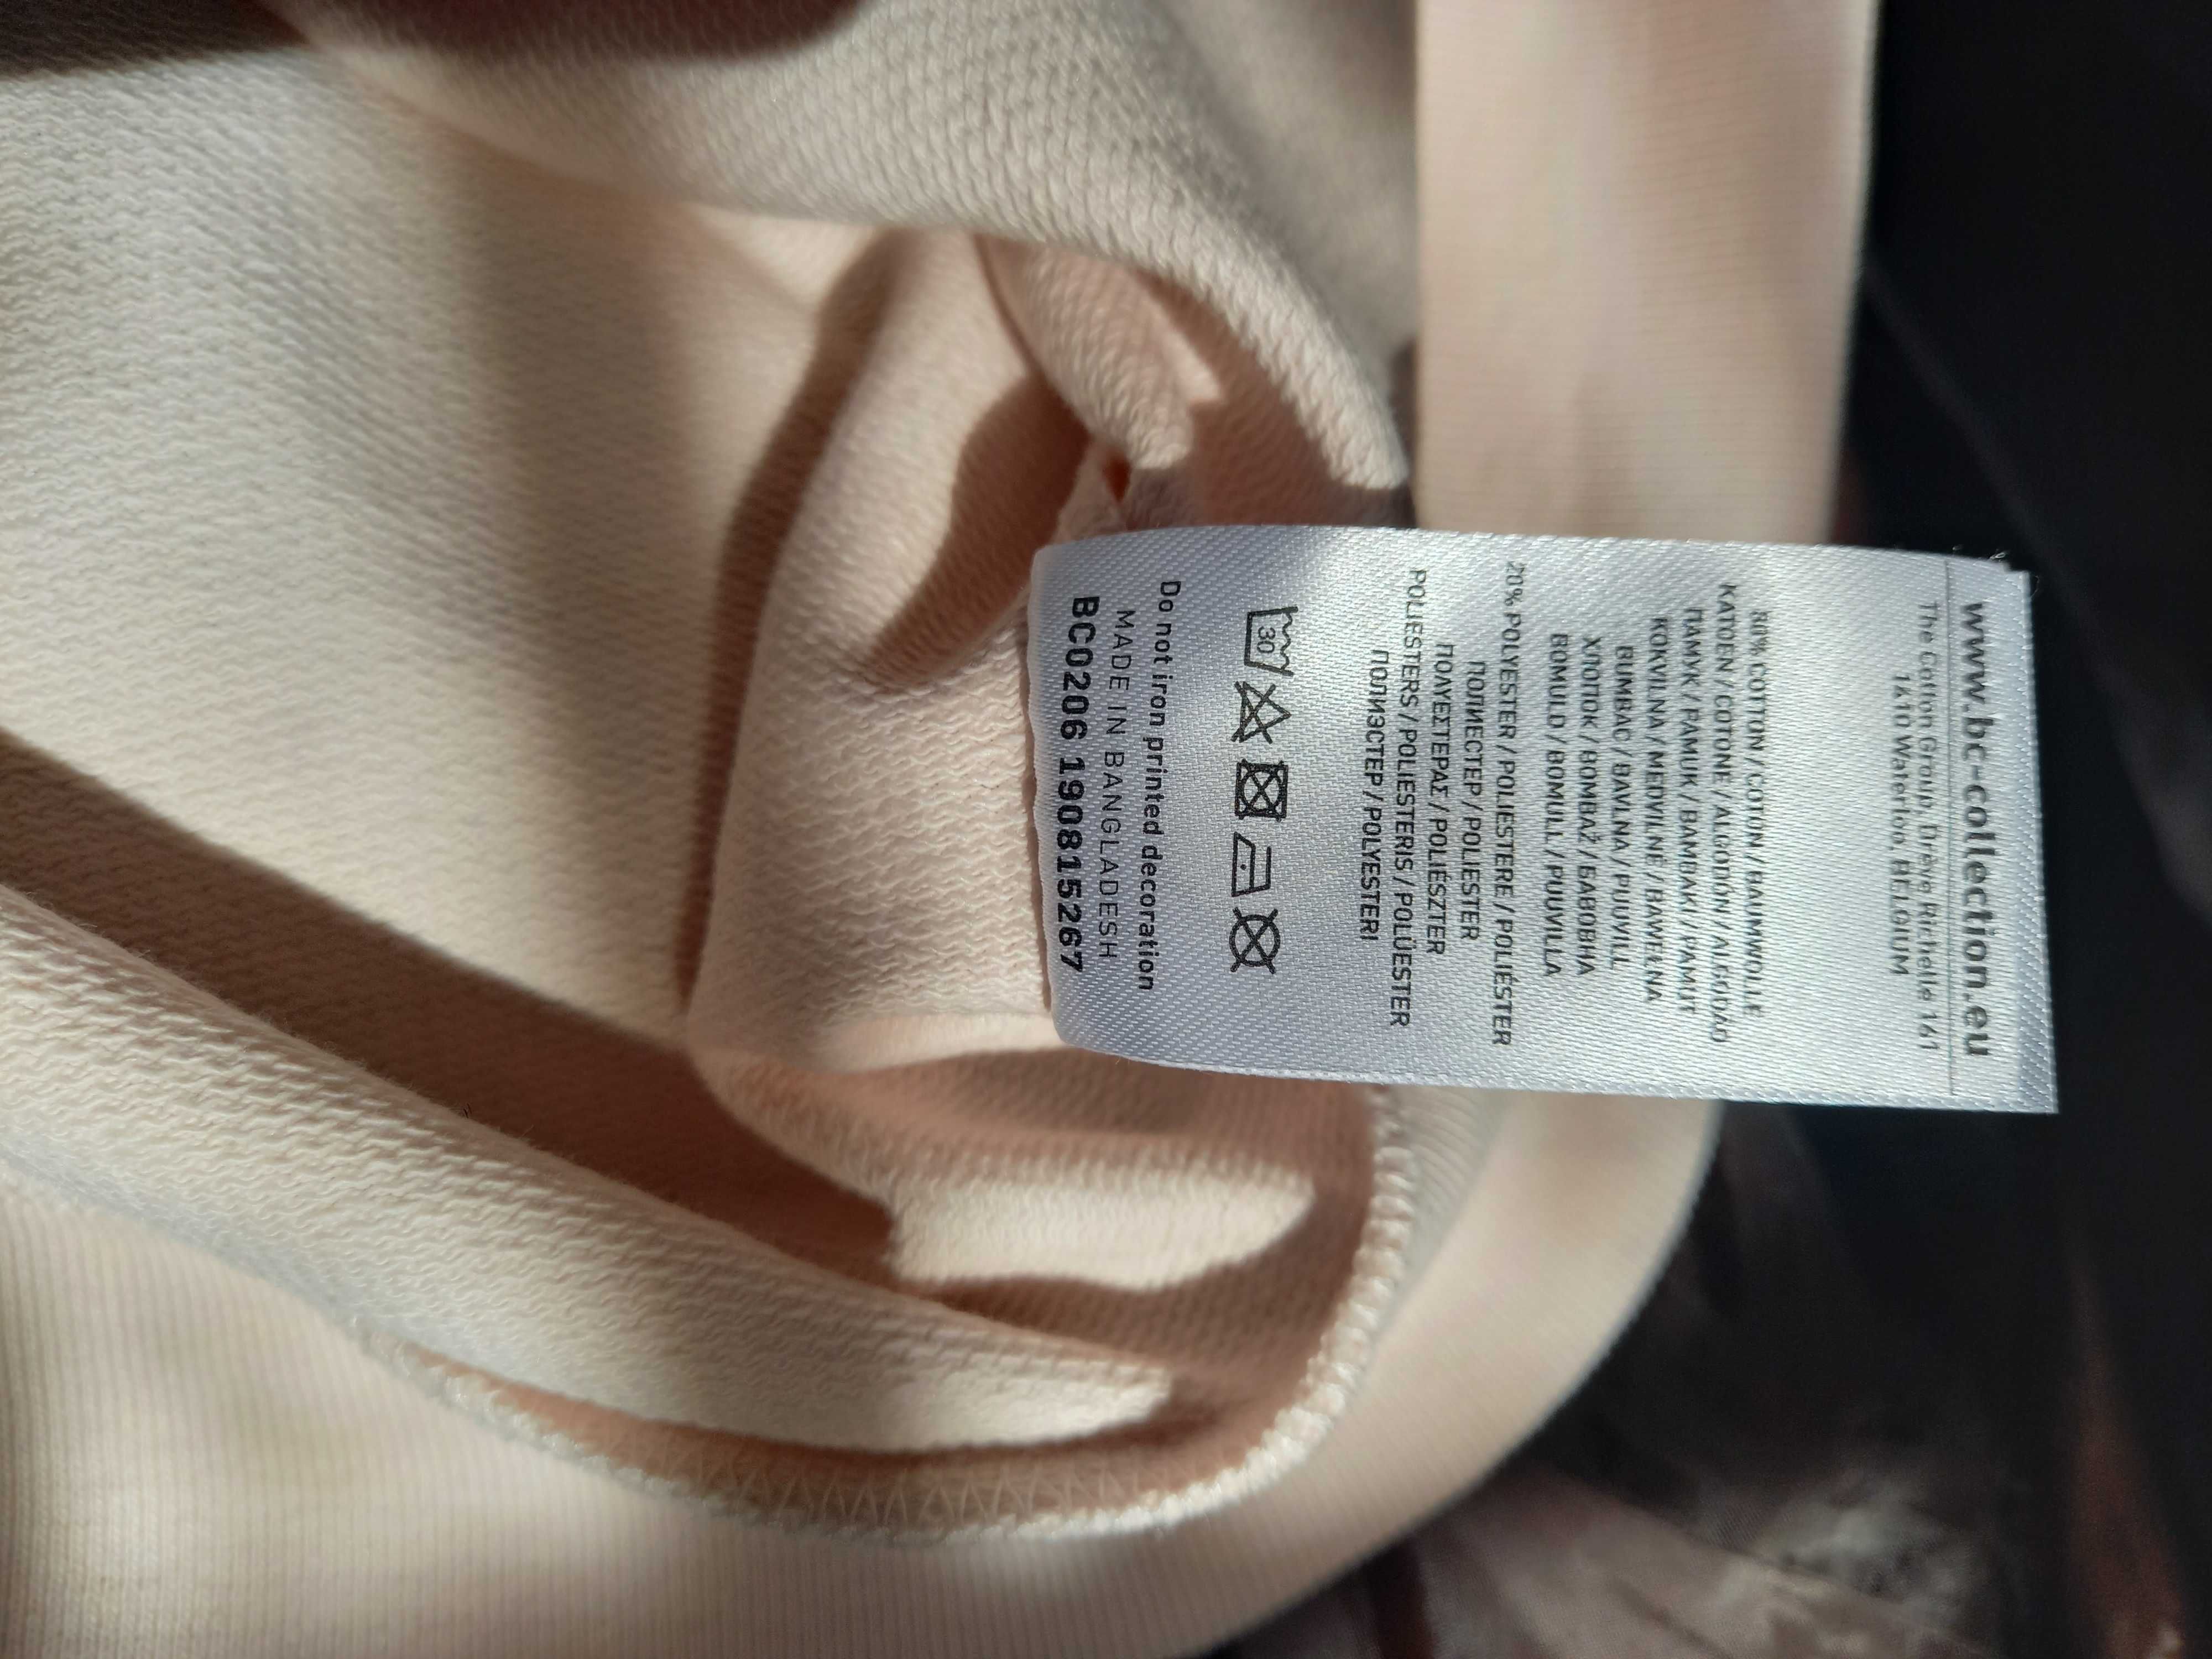 www.bc-collection.eu
The Cotton Group, Drève Richelle 161
1410 Waterloo, BELGIUM
80% COTTON / COTON / BAUMWOLLE
KATOEN / COTONE / ALGODÓN / ALGODÃO
ПАМУК / PAMUK / BAMBAKI / PAMUT
KOKVILNA / MEDVILNĖ / BAWEŁNA
BUMBAC / BAVLNA / PUUVILL
ХЛОПОК / BOMBAŽ / БАВОВНА
BOMULD / BOMULL / PUUVILLA
20% POLYESTER / POLIESTERE / POLIÉSTER
ПОЛИЕСТЕР / POLIESTER
ΠΟΛΥΕΣΤΕΡΑΣ / POLIÉSZTER
POLIESTERS / POLIESTERIS / POLÜESTER
ПОЛИЭСТЕР / POLYESTERI
30
Do not iron printed decoration
MADE IN BANGLADESH
BC0206 190815267